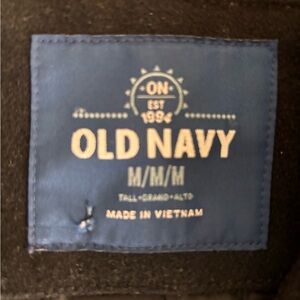 ON
EST
1994
OLD NAVY
M/M/M
TALL•GRAND•ALTO
MADE IN VIETNAM